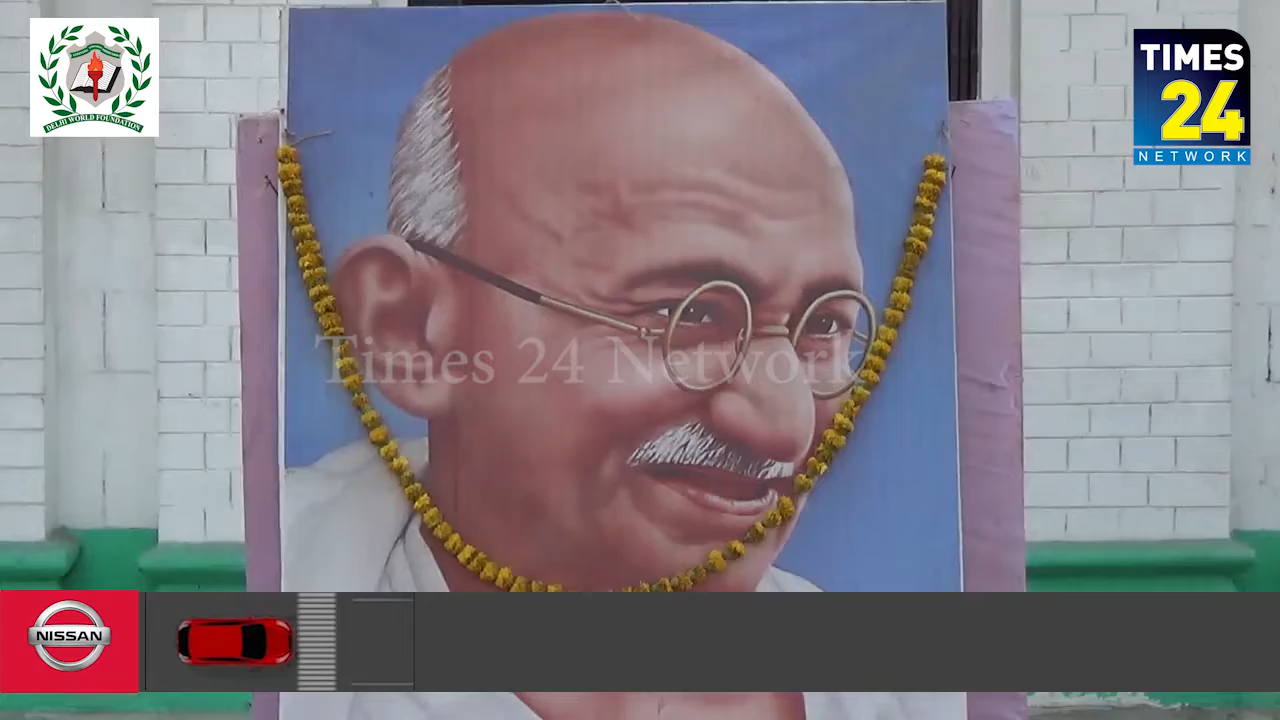 DELHI WORLD FOUNDATION
TIMES
24
NETWORK
Times 24 Network
NISSAN